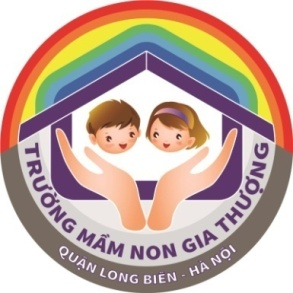 TRƯỜNG MẦM NON GIA THƯỢNG
QUẬN LONG BIÊN - HÀ NỘI